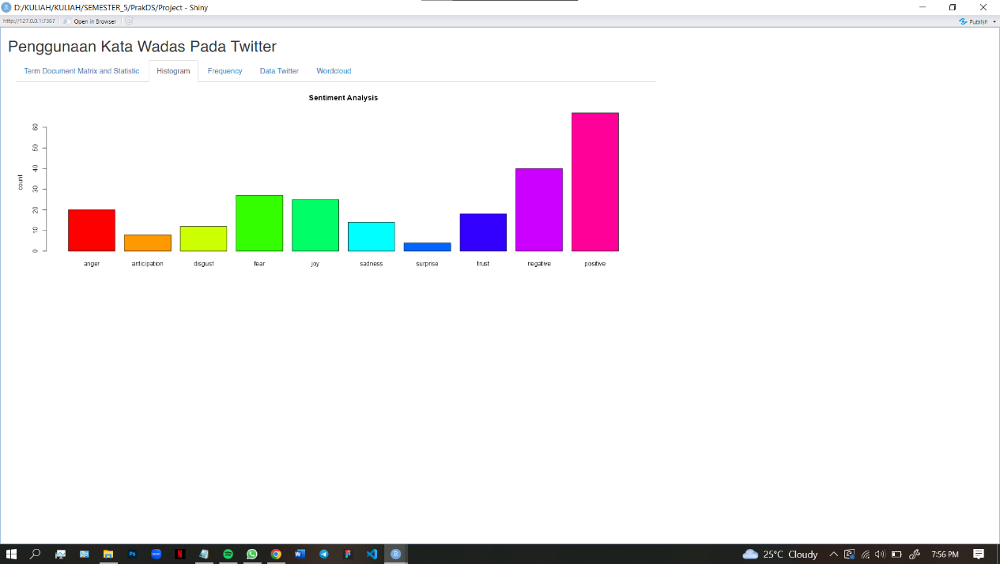 D:/KULIAH/KULIAH/SEMESTER_5/PrakDS/Project - Shiny
http://127.0.0.1:7367 Open in Browser Publish
Penggunaan Kata Wadas Pada Twitter
Term Document Matrix and Statistic Histogram Frequency Data Twitter Wordcloud
Sentiment Analysis
count
0 10 20 30 40 50 60
anger anticipation disgust fear joy sadness surprise trust negative positive
25°C Cloudy 7:56 PM